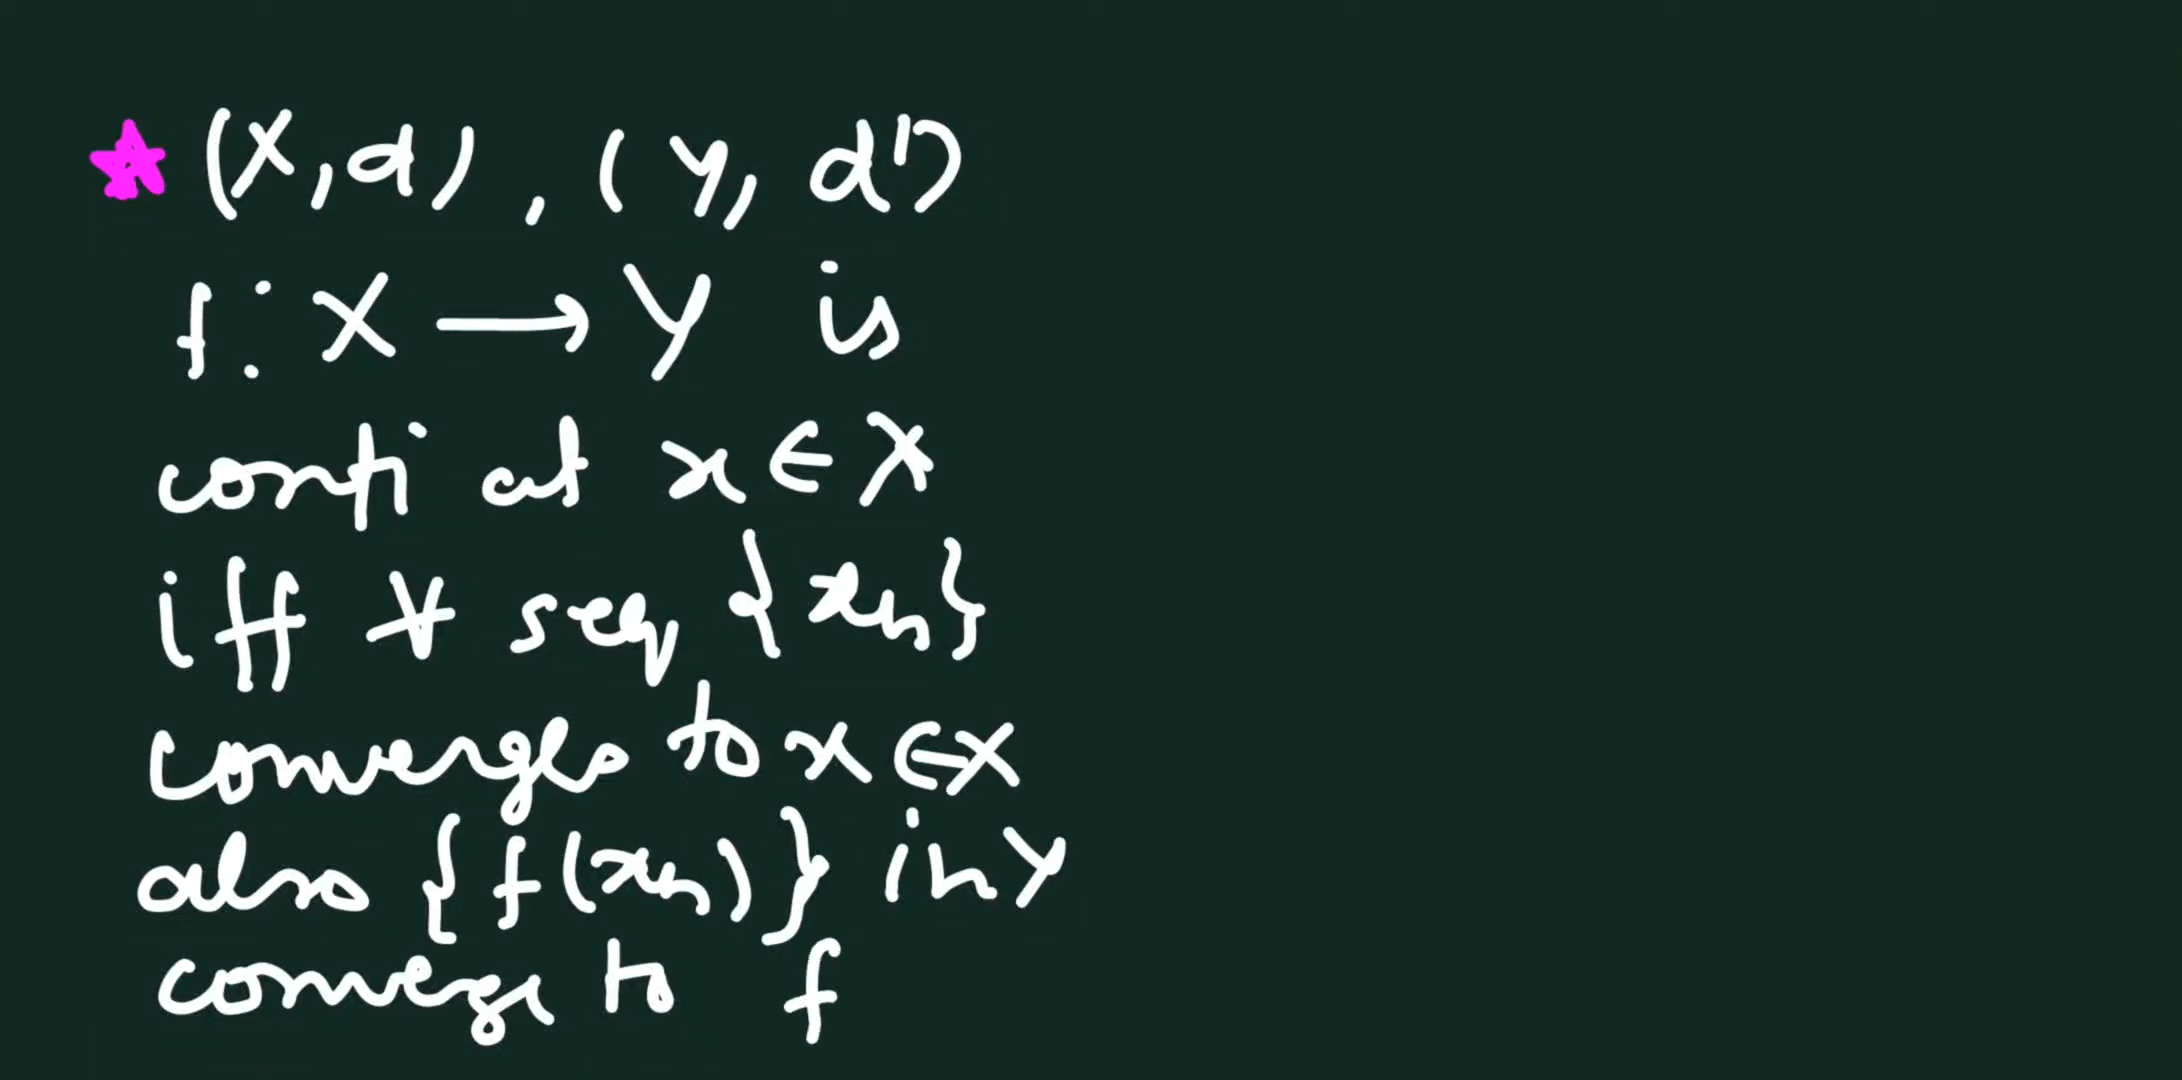 (X,d), (Y, d')
f: X → Y is
conti at x ∈ X
iff ∀ seq {xn}
converges to x ∈ X
also {f(xn)} in Y
converge to f